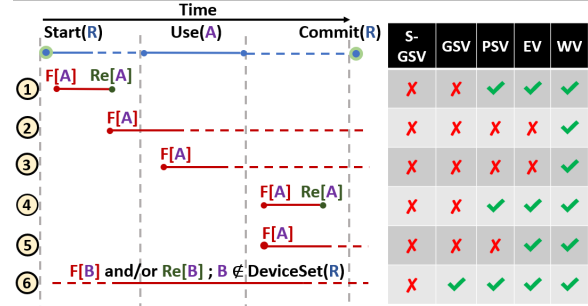 Time
Start(R) Use(A) Commit(R)
S-GSV GSV PSV EV WV
1 F[A] Re[A] ✗ ✗ ✓ ✓ ✓
2 F[A] ✗ ✗ ✗ ✗ ✓
3 F[A] ✗ ✗ ✗ ✗ ✓
4 F[A] Re[A] ✗ ✗ ✓ ✓ ✓
5 F[A] ✗ ✗ ✗ ✓ ✓
6 F[B] and/or Re[B] ; B ∉ DeviceSet(R) ✗ ✓ ✓ ✓ ✓